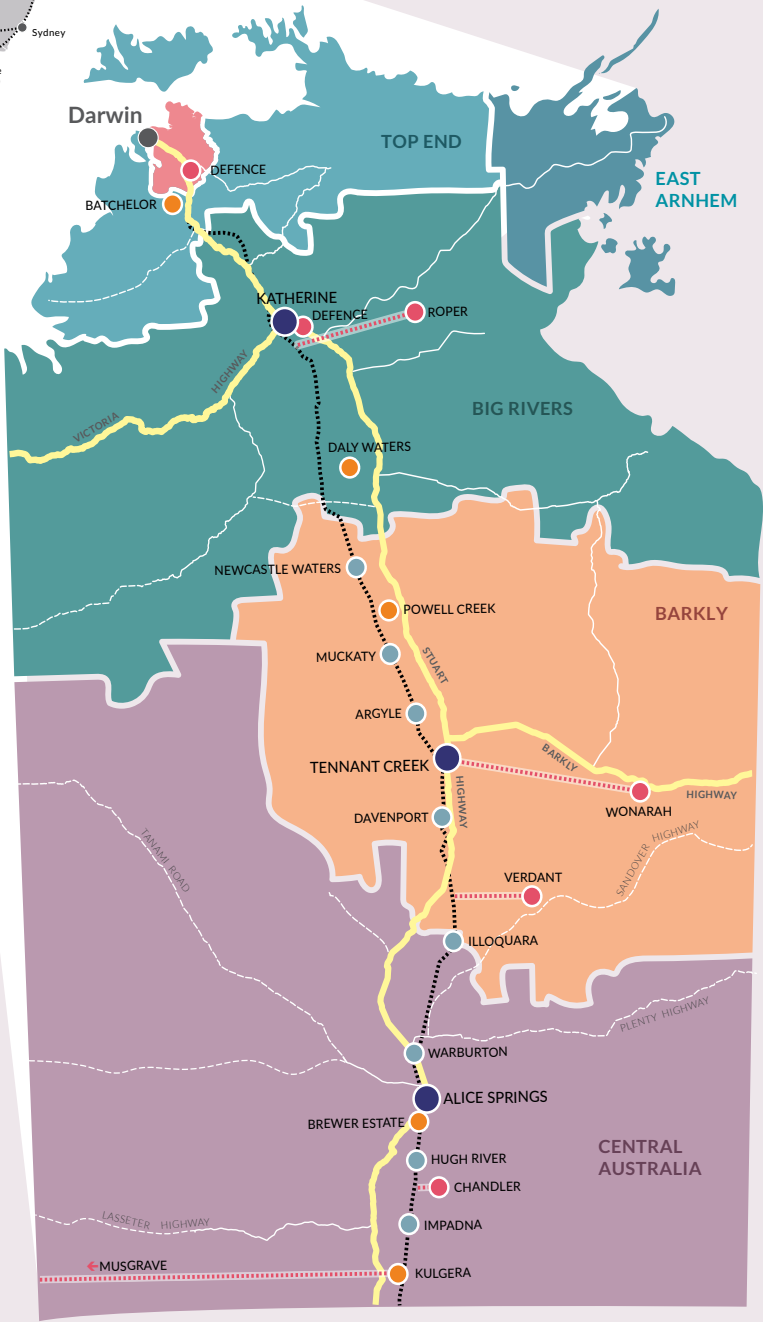 Sydney
e
Darwin
TOP END
DEFENCE
EAST
ARNHEM
BATCHELOR
KATHERINE
DEFENCE
ROPER
HIGHWAY
VICTORIA
BIG RIVERS
DALY WATERS
NEWCASTLE WATERS
POWELL CREEK
BARKLY
MUCKATY
STUART
ARGYLE
TENNANT CREEK
BARKLY
HIGHWAY
HIGHWAY
WONARAH
DAVENPORT
TANAMI ROAD
SANDOVER HIGHWAY
VERDANT
ILLOQUARA
PLENTY HIGHWAY
WARBURTON
ALICE SPRINGS
BREWER ESTATE
CENTRAL
AUSTRALIA
HUGH RIVER
CHANDLER
LASSETER HIGHWAY
IMPADNA
←MUSGRAVE
KULGERA